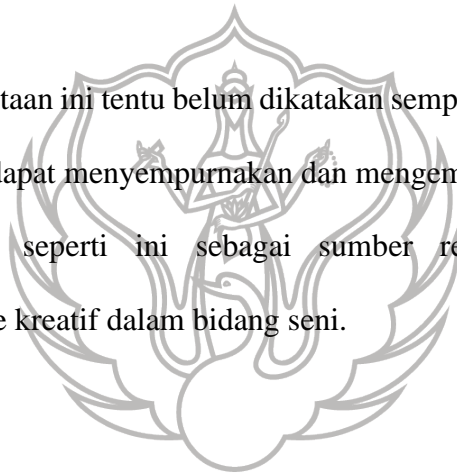 taan ini tentu belum dikatakan semp
dapat menyempurnakan dan mengem
seperti ini sebagai sumber re
e kreatif dalam bidang seni.